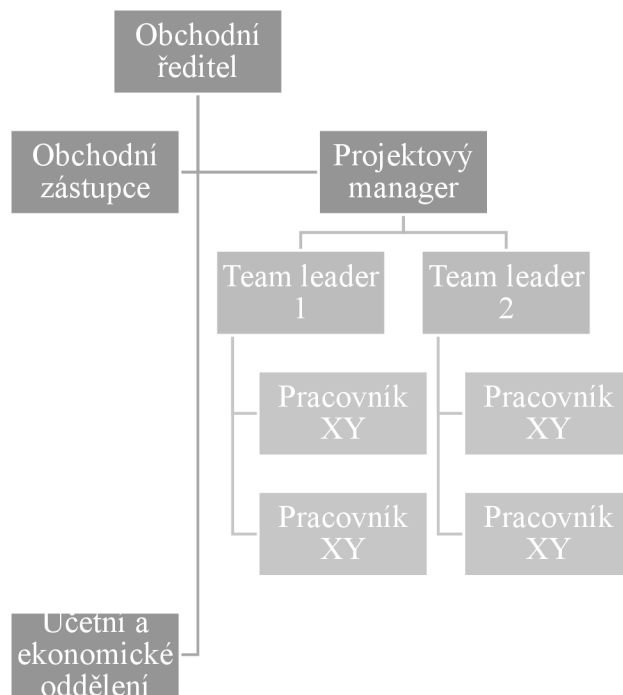 Obchodní
ředitel
Obchodní
zástupce
Projektový
manager
Team leader
1
Team leader
2
Pracovník
XY
Pracovník
XY
Pracovník
XY
Pracovník
XY
Účetní a
ekonomické
oddělení